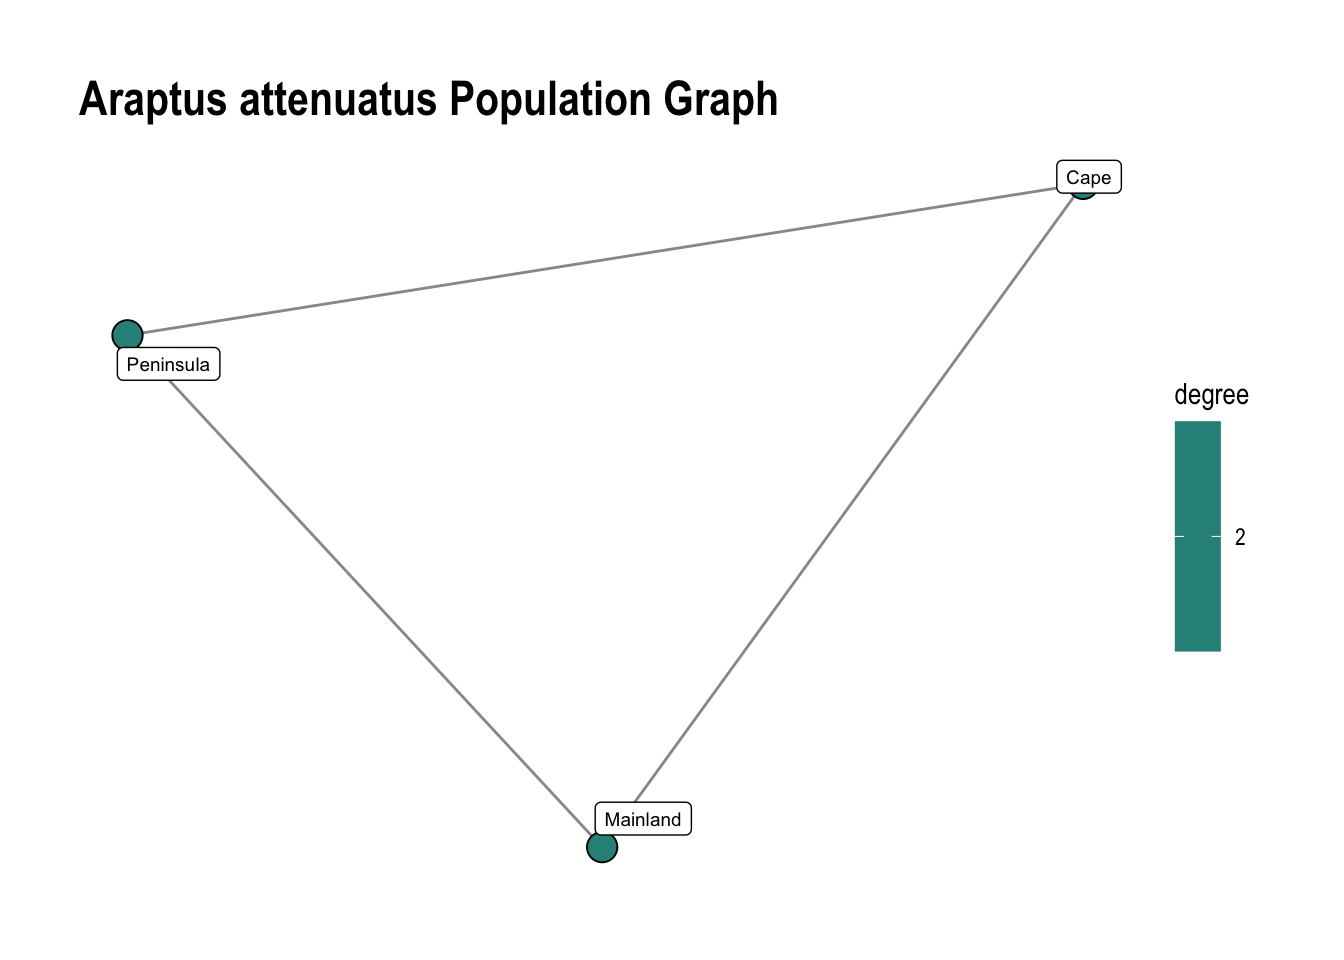 Araptus attenuatus Population Graph
Cape
Peninsula
degree
2
Mainland